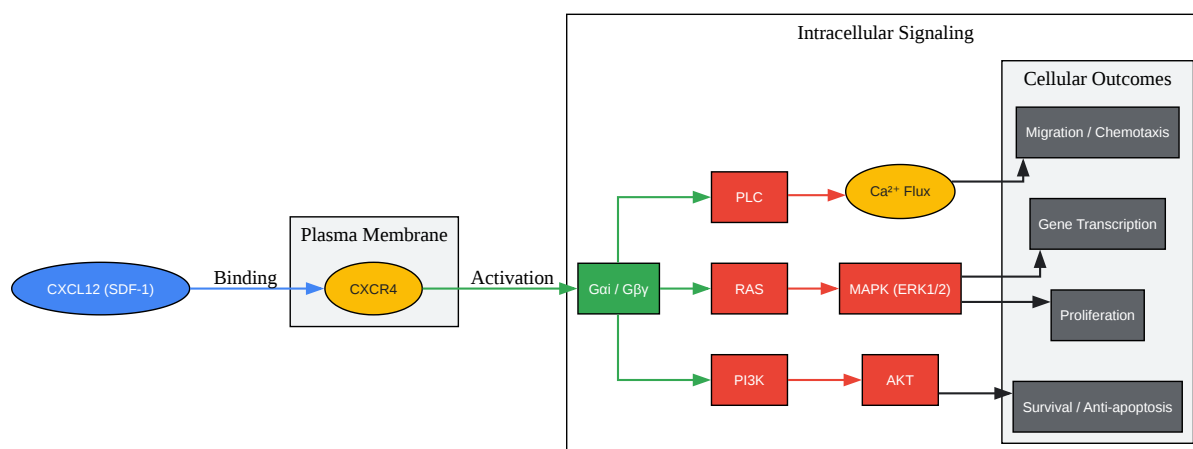 Intracellular Signaling
Cellular Outcomes
Migration / Chemotaxis
PLC
Ca²⁺ Flux
Plasma Membrane
Gene Transcription
CXCL12 (SDF-1)
Binding
CXCR4
Activation
Gαi / Gβγ
RAS
MAPK (ERK1/2)
Proliferation
PI3K
AKT
Survival / Anti-apoptosis